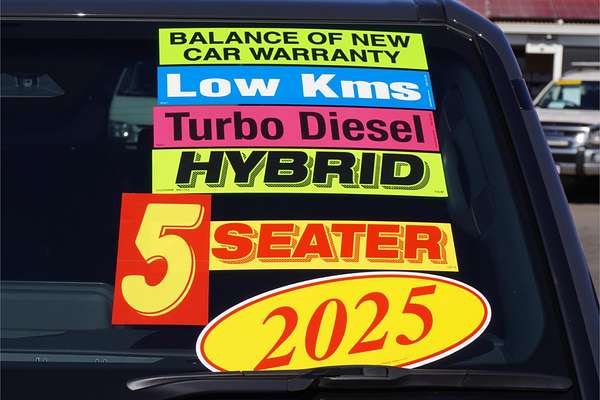 BALANCE OF NEW
CAR WARRANTY
Low Kms
Turbo Diesel
HYBRID
5 SEATER
2025